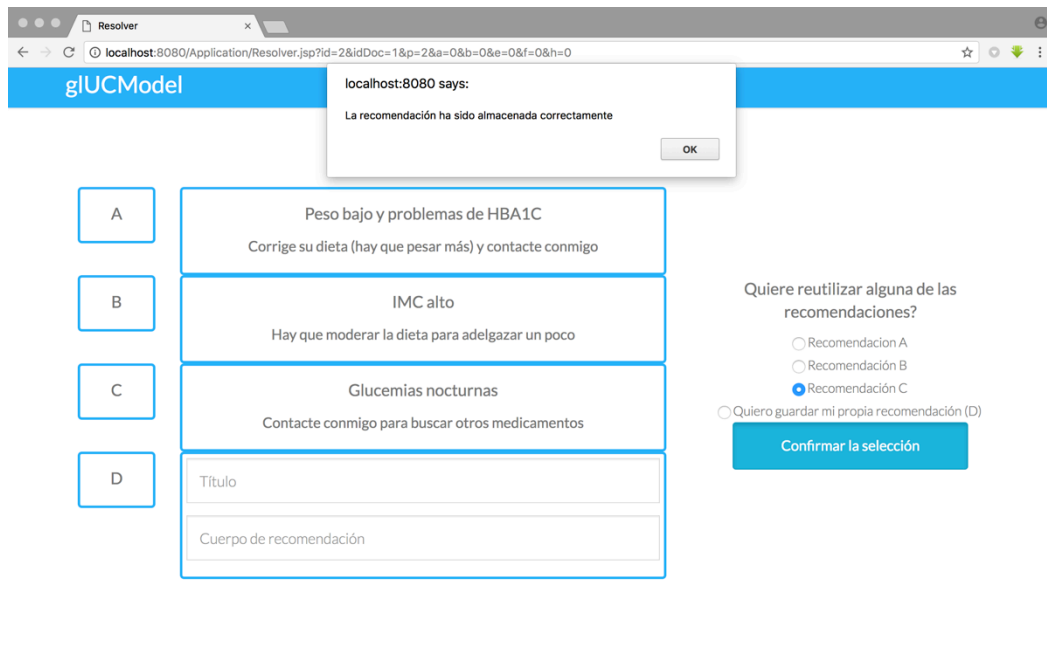 Resolver
localhost:8080/Application/Resolver.jsp?id=2&idDoc=1&p=2&a=0&b=0&e=0&f=0&h=0
glUCModel
localhost:8080 says:
La recomendación ha sido almacenada correctamente
OK
A
Peso bajo y problemas de HBA1C
Corrige su dieta (hay que pesar más) y contacte conmigo
B
IMC alto
Hay que moderar la dieta para adelgazar un poco
C
Glucemias nocturnas
Contacte conmigo para buscar otros medicamentos
D
Título
Cuerpo de recomendación
Quiere reutilizar alguna de las
recomendaciones?
Recomendacion A
Recomendación B
Recomendación C
Quiero guardar mi propia recomendación (D)
Confirmar la selección